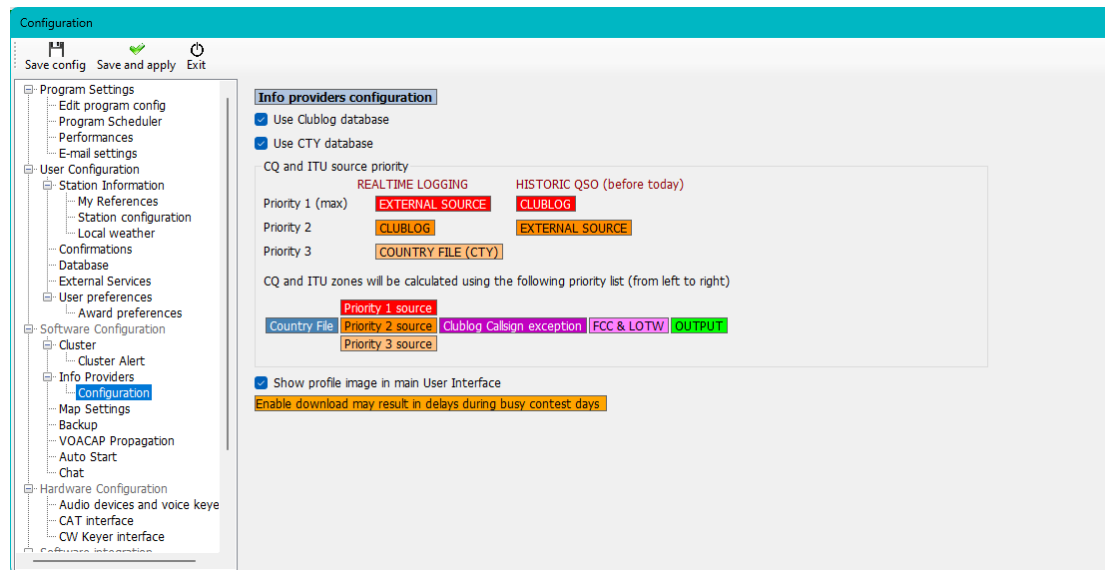 Configuration
Save config Save and apply Exit
Program Settings
Edit program config
Program Scheduler
Performances
E-mail settings
User Configuration
Station Information
My References
Station configuration
Local weather
Confirmations
Database
External Services
User preferences
Award preferences
Software Configuration
Cluster
Cluster Alert
Info Providers
Configuration
Map Settings
Backup
VOACAP Propagation
Auto Start
Chat
Hardware Configuration
Audio devices and voice keye
CAT interface
CW Keyer interface
Software integration
Info providers configuration
Use Clublog database
Use CTY database
CQ and ITU source priority
REALTIME LOGGING HISTORIC QSO (before today)
Priority 1 (max) EXTERNAL SOURCE CLUBLOG
Priority 2 CLUBLOG EXTERNAL SOURCE
Priority 3 COUNTRY FILE (CTY)
CQ and ITU zones will be calculated using the following priority list (from left to right)
Priority 1 source
Country File Priority 2 source Clublog Callsign exception FCC & LOTW OUTPUT
Priority 3 source
Show profile image in main User Interface
Enable download may result in delays during busy contest days